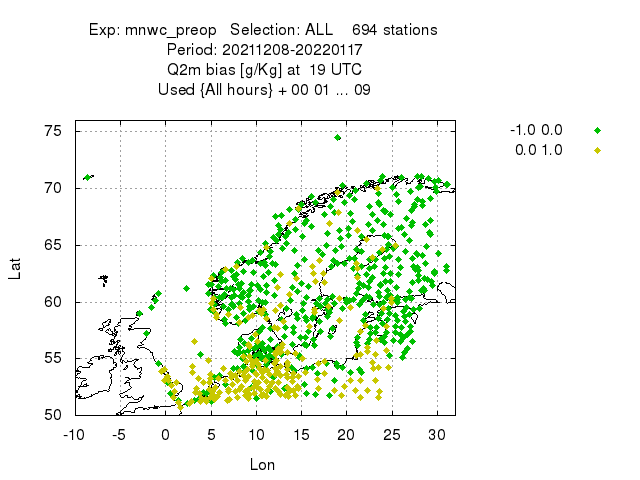 Exp: mnwc_preop   Selection: ALL    694 stations
Period: 20211208-20220117
Q2m bias [g/Kg] at  19 UTC
Used {All hours} + 00 01 ... 09
-1.0 0.0
0.0 1.0
75
70
65
60
55
50
Lat
-10 -5 0 5 10 15 20 25 30
Lon